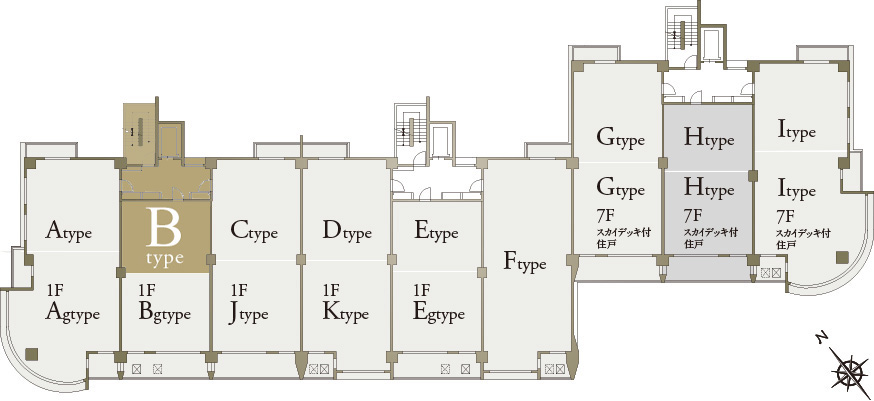 Atype
1F
Agtype
B
type
1F
Bgtype
Ctype
1F
Jtype
Dtype
1F
Ktype
Etype
1F
Egtype
Ftype
Gtype
Gtype
7F
スカイデッキ付
住戸
Htype
Htype
7F
スカイデッキ付
住戸
Itype
Itype
7F
スカイデッキ付
住戸
N